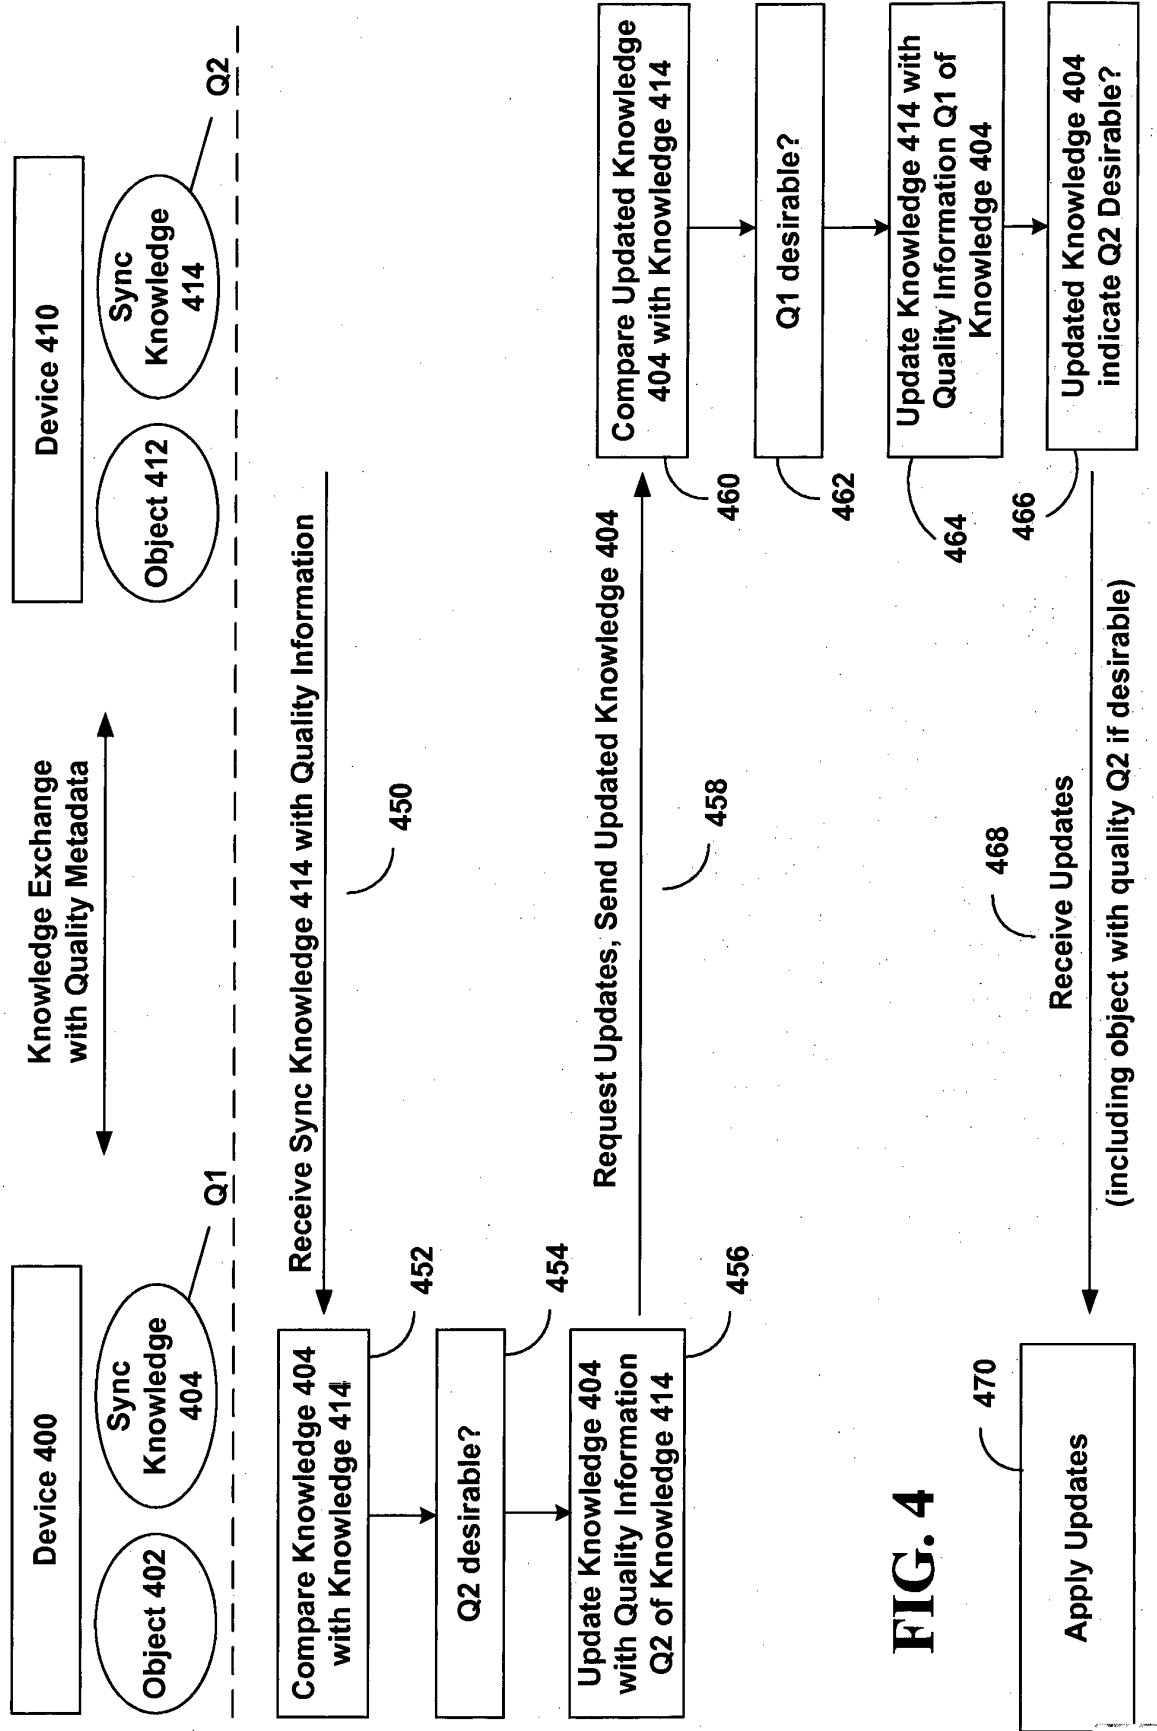 Device 400
Object 402
Sync
Knowledge
404
Q1
Knowledge Exchange
with Quality Metadata
Device 410
Object 412
Sync
Knowledge
414
Q2
Receive Sync Knowledge 414 with Quality Information
450
Compare Knowledge 404
with Knowledge 414
452
Q2 desirable?
454
Update Knowledge 404
with Quality Information
Q2 of Knowledge 414
456
Request Updates, Send Updated Knowledge 404
458
Compare Updated Knowledge
404 with Knowledge 414
460
Q1 desirable?
462
Update Knowledge 414 with
Quality Information Q1 of
Knowledge 404
464
Updated Knowledge 404
indicate Q2 Desirable?
466
468
Receive Updates
(including object with quality Q2 if desirable)
470
Apply Updates
FIG. 4